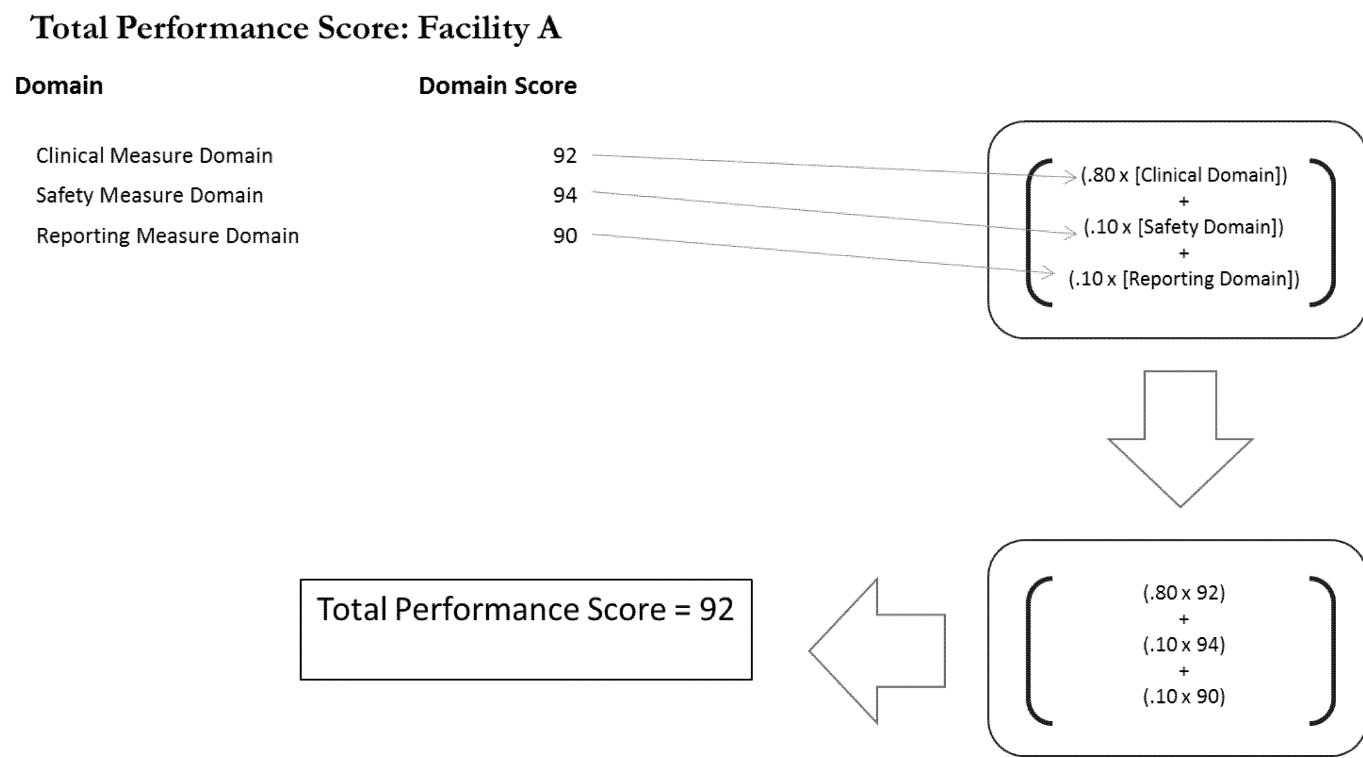 Total Performance Score: Facility A
Domain Domain Score
Clinical Measure Domain 92
Safety Measure Domain 94
Reporting Measure Domain 90
(.80 x [Clinical Domain])
+
(.10 x [Safety Domain])
+
(.10 x [Reporting Domain])
(.80 x 92)
+
(.10 x 94)
+
(.10 x 90)
Total Performance Score = 92